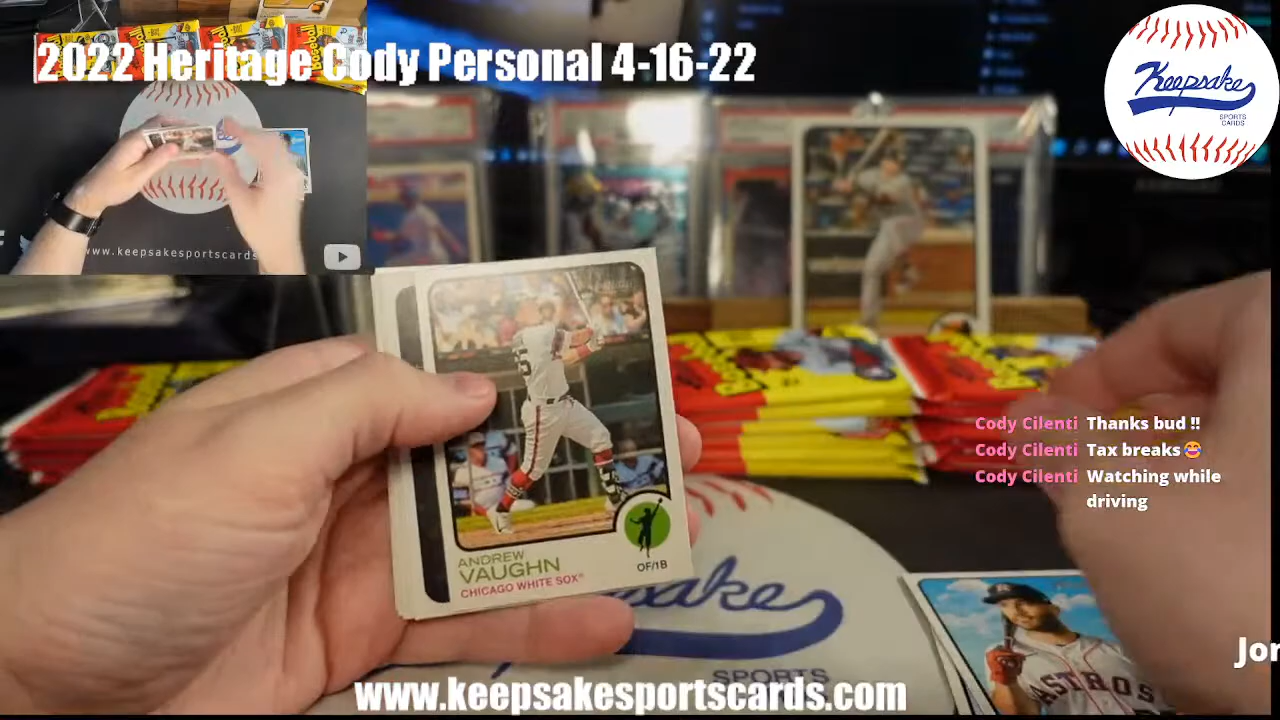 2022 Heritage Cody Personal 4-16-22
Keepsake
SPORTS
CARDS
www.keepsakesportscards
Cody Cilenti Thanks bud !!
Cody Cilenti Tax breaks😂
Cody Cilenti Watching while
driving
ANDREW
VAUGHN
CHICAGO WHITE SOX®
OF/1B
ASTROS
SPORTS
www.keepsakesportscards.com